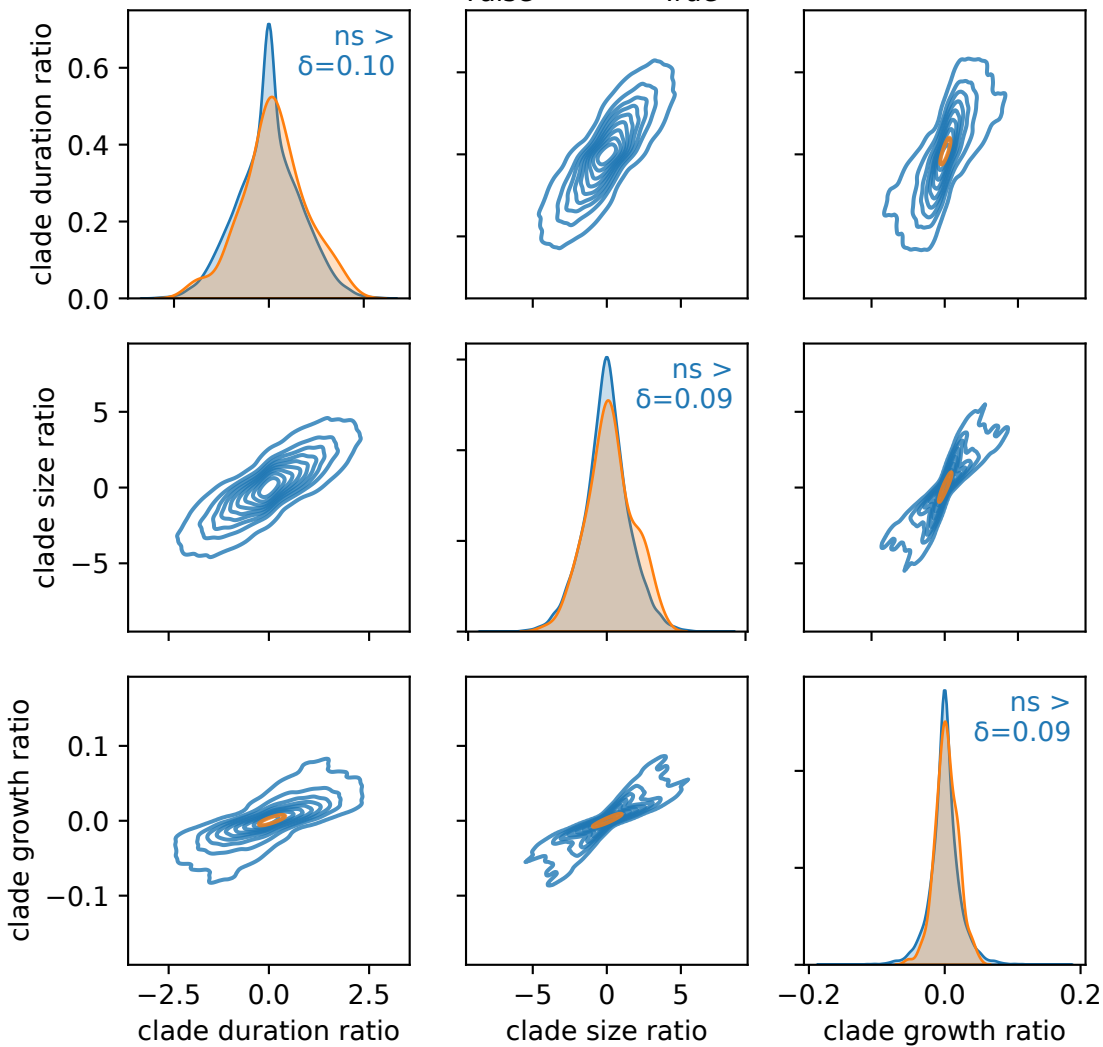 clade duration ratio
0.6
0.4
0.2
0.0
ns >
δ=0.10
clade size ratio
5
0
−5
ns >
δ=0.09
clade growth ratio
0.1
0.0
−0.1
ns >
δ=0.09
−2.5 0.0 2.5
−5 0 5
−0.2 0.0 0.2
clade duration ratio
clade size ratio
clade growth ratio